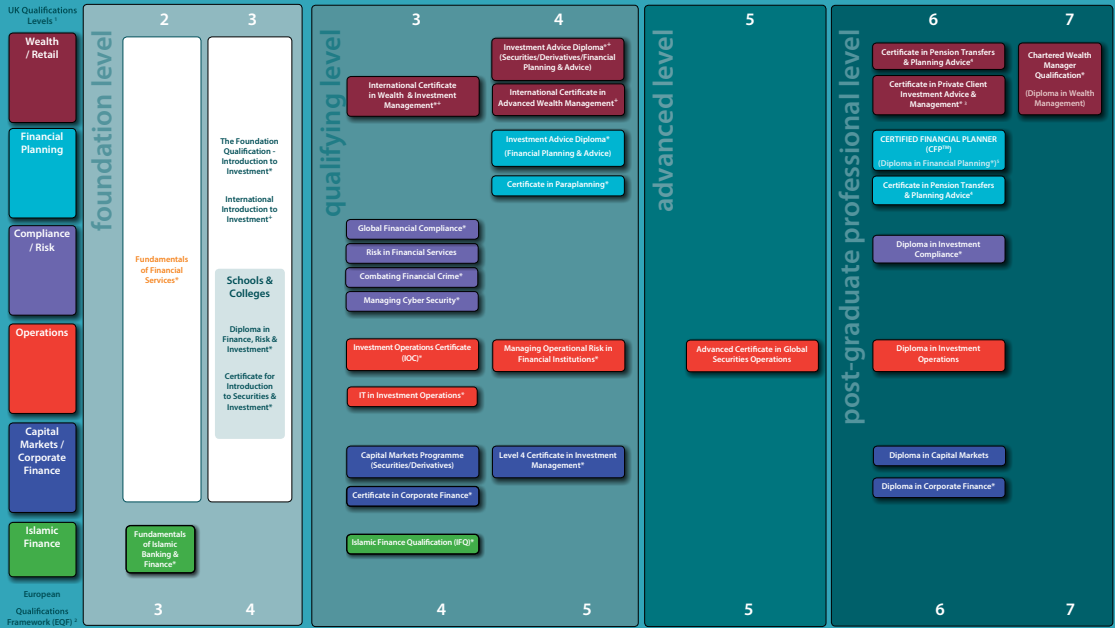 UK Qualifications
Levels ¹
2
3
3
4
5
6
7
Wealth
/ Retail
Financial
Planning
Compliance
/ Risk
Operations
Capital
Markets /
Corporate
Finance
Islamic
Finance
European
Qualifications
Framework (EQF) ²
foundation level
Fundamentals
of Financial
Services*
Fundamentals
of Islamic
Banking &
Finance*
The Foundation
Qualification -
Introduction to
Investment*
International
Introduction to
Investment⁺
Schools &
Colleges
Diploma in
Finance, Risk &
Investment*
Certificate for
Introduction
to Securities &
Investment*
qualifying level
International Certificate
in Wealth & Investment
Management*⁺
Investment Advice Diploma*⁺
(Securities/Derivatives/Financial
Planning & Advice)
International Certificate in
Advanced Wealth Management⁺
Investment Advice Diploma*
(Financial Planning & Advice)
Certificate in Paraplanning*
Global Financial Compliance*
Risk in Financial Services
Combating Financial Crime*
Managing Cyber Security*
Investment Operations Certificate
(IOC)*
Managing Operational Risk in
Financial Institutions*
IT in Investment Operations*
Capital Markets Programme
(Securities/Derivatives)
Level 4 Certificate in Investment
Management*
Certificate in Corporate Finance*
Islamic Finance Qualification (IFQ)*
advanced level
Advanced Certificate in Global
Securities Operations
post-graduate professional level
Certificate in Pension Transfers
& Planning Advice
Certificate in Private Client
Investment Advice &
Management*
Chartered Wealth
Manager
Qualification*
(Diploma in Wealth
Management)
CERTIFIED FINANCIAL PLANNER
(CFP™)
(Diploma in Financial Planning*)
Certificate in Pension Transfers
& Planning Advice
Diploma in Investment
Compliance*
Diploma in Investment
Operations
Diploma in Capital Markets
Diploma in Corporate Finance*
3
4
4
5
5
6
7